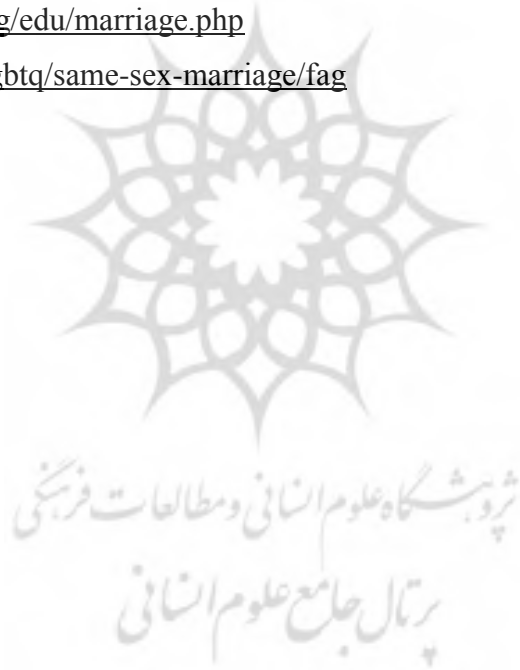 g/edu/marriage.php
gbtq/same-sex-marriage/fag
پژوهشگاه علوم انسانی و مطالعات فرهنگی
پرتال جامع علوم انسانی